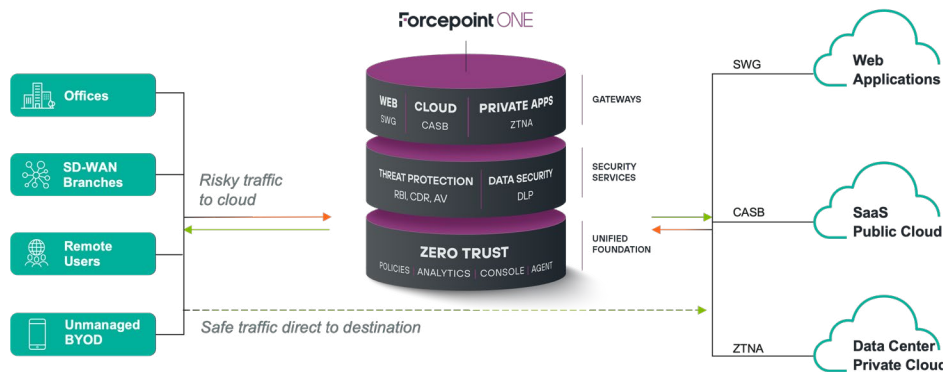 Forcepoint ONE
Offices
SD-WAN
Branches
Remote
Users
Unmanaged
BYOD
Risky traffic
to cloud
Safe traffic direct to destination
WEB
SWG
CLOUD
CASB
PRIVATE APPS
ZTNA
GATEWAYS
THREAT PROTECTION
RBI, CDR, AV
DATA SECURITY
DLP
SECURITY
SERVICES
ZERO TRUST
POLICIES | ANALYTICS | CONSOLE | AGENT
UNIFIED
FOUNDATION
SWG
Web
Applications
CASB
SaaS
Public Cloud
ZTNA
Data Center
Private Cloud